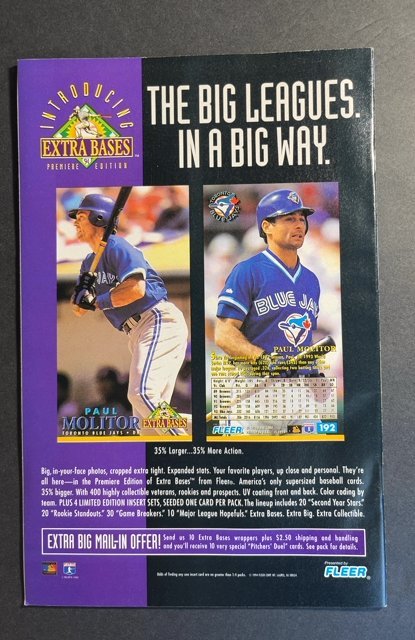 INTRODUCING
EXTRA BASES
94
PREMIERE EDITION
THE BIG LEAGUES.
IN A BIG WAY.
TORONTO
BLUE JAYS
BLUE JAYS
PAUL MOLITOR
PAUL
MOLITOR
TORONTO BLUE JAYS • DH
EXTRA BASES
FLEER
192
35% Larger...35% More Action.
Big, in-your-face photos, cropped extra tight. Expanded stats. Your favorite players, up close and personal. They're
all here—in the Premiere Edition of Extra Bases™ from Fleer®. America's only supersized baseball cards.
35% bigger. With 400 highly collectible veterans, rookies and prospects. UV coating front and back. Color coding by
team. PLUS 4 LIMITED EDITION INSERT SETS, SEEDED ONE CARD PER PACK. The lineup includes 20 "Second Year Stars."
20 "Rookie Standouts." 30 "Game Breakers." 10 "Major League Hopefuls." Extra Bases. Extra Big. Extra Collectible.
EXTRA BIG MAIL-IN OFFER!
Send us 10 Extra Bases wrappers plus $2.50 shipping and handling
and you'll receive 10 very special "Pitchers' Duel" cards. See pack for details.
Presented by
FLEER